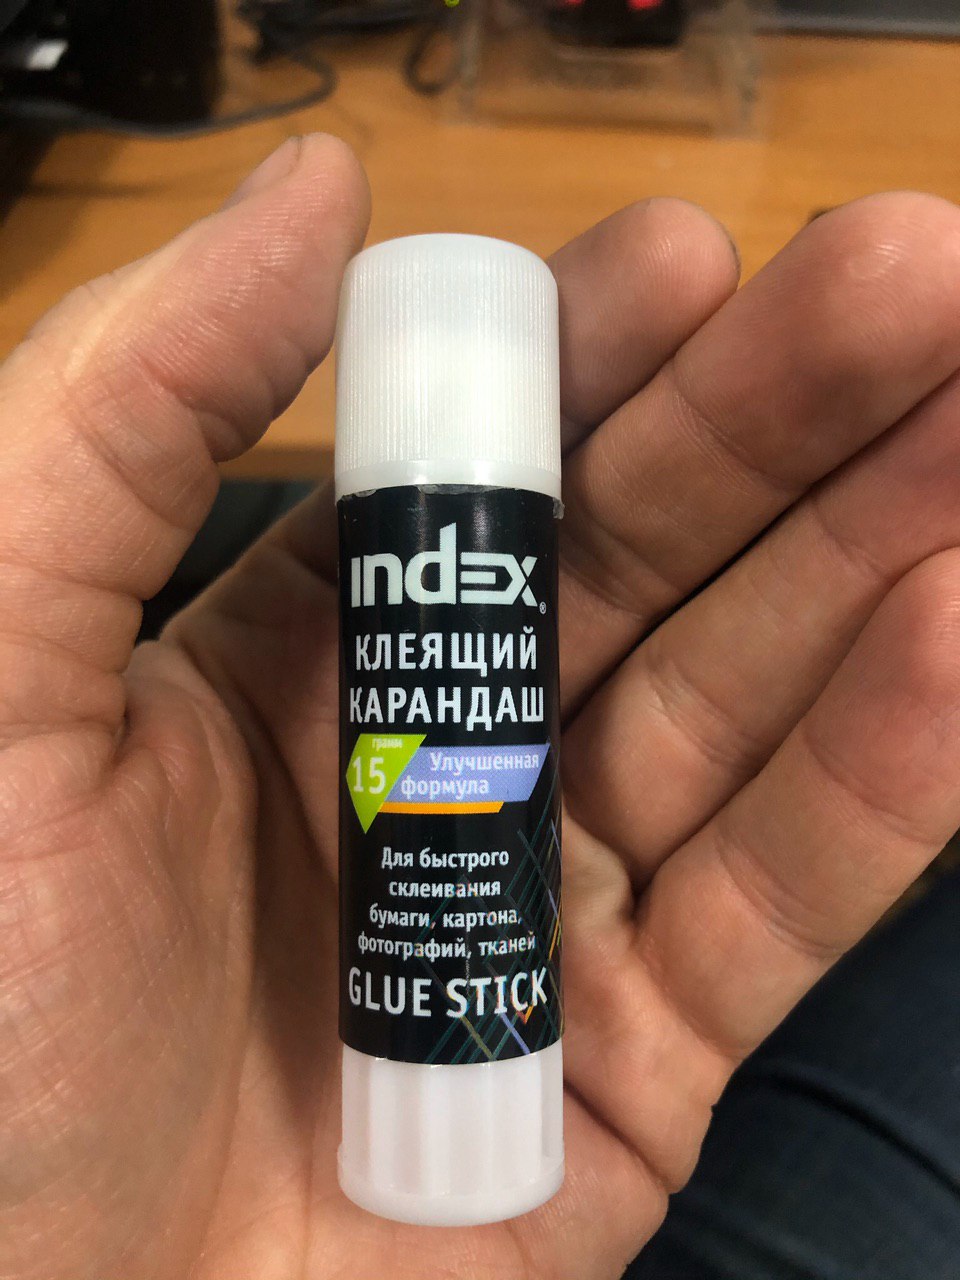 index®
КЛЕЯЩИЙ
КАРАНДАШ
грамм
15
Улучшенная
формула
Для быстрого
склеивания
бумаги, картона,
фотографий, тканей
GLUE STICK